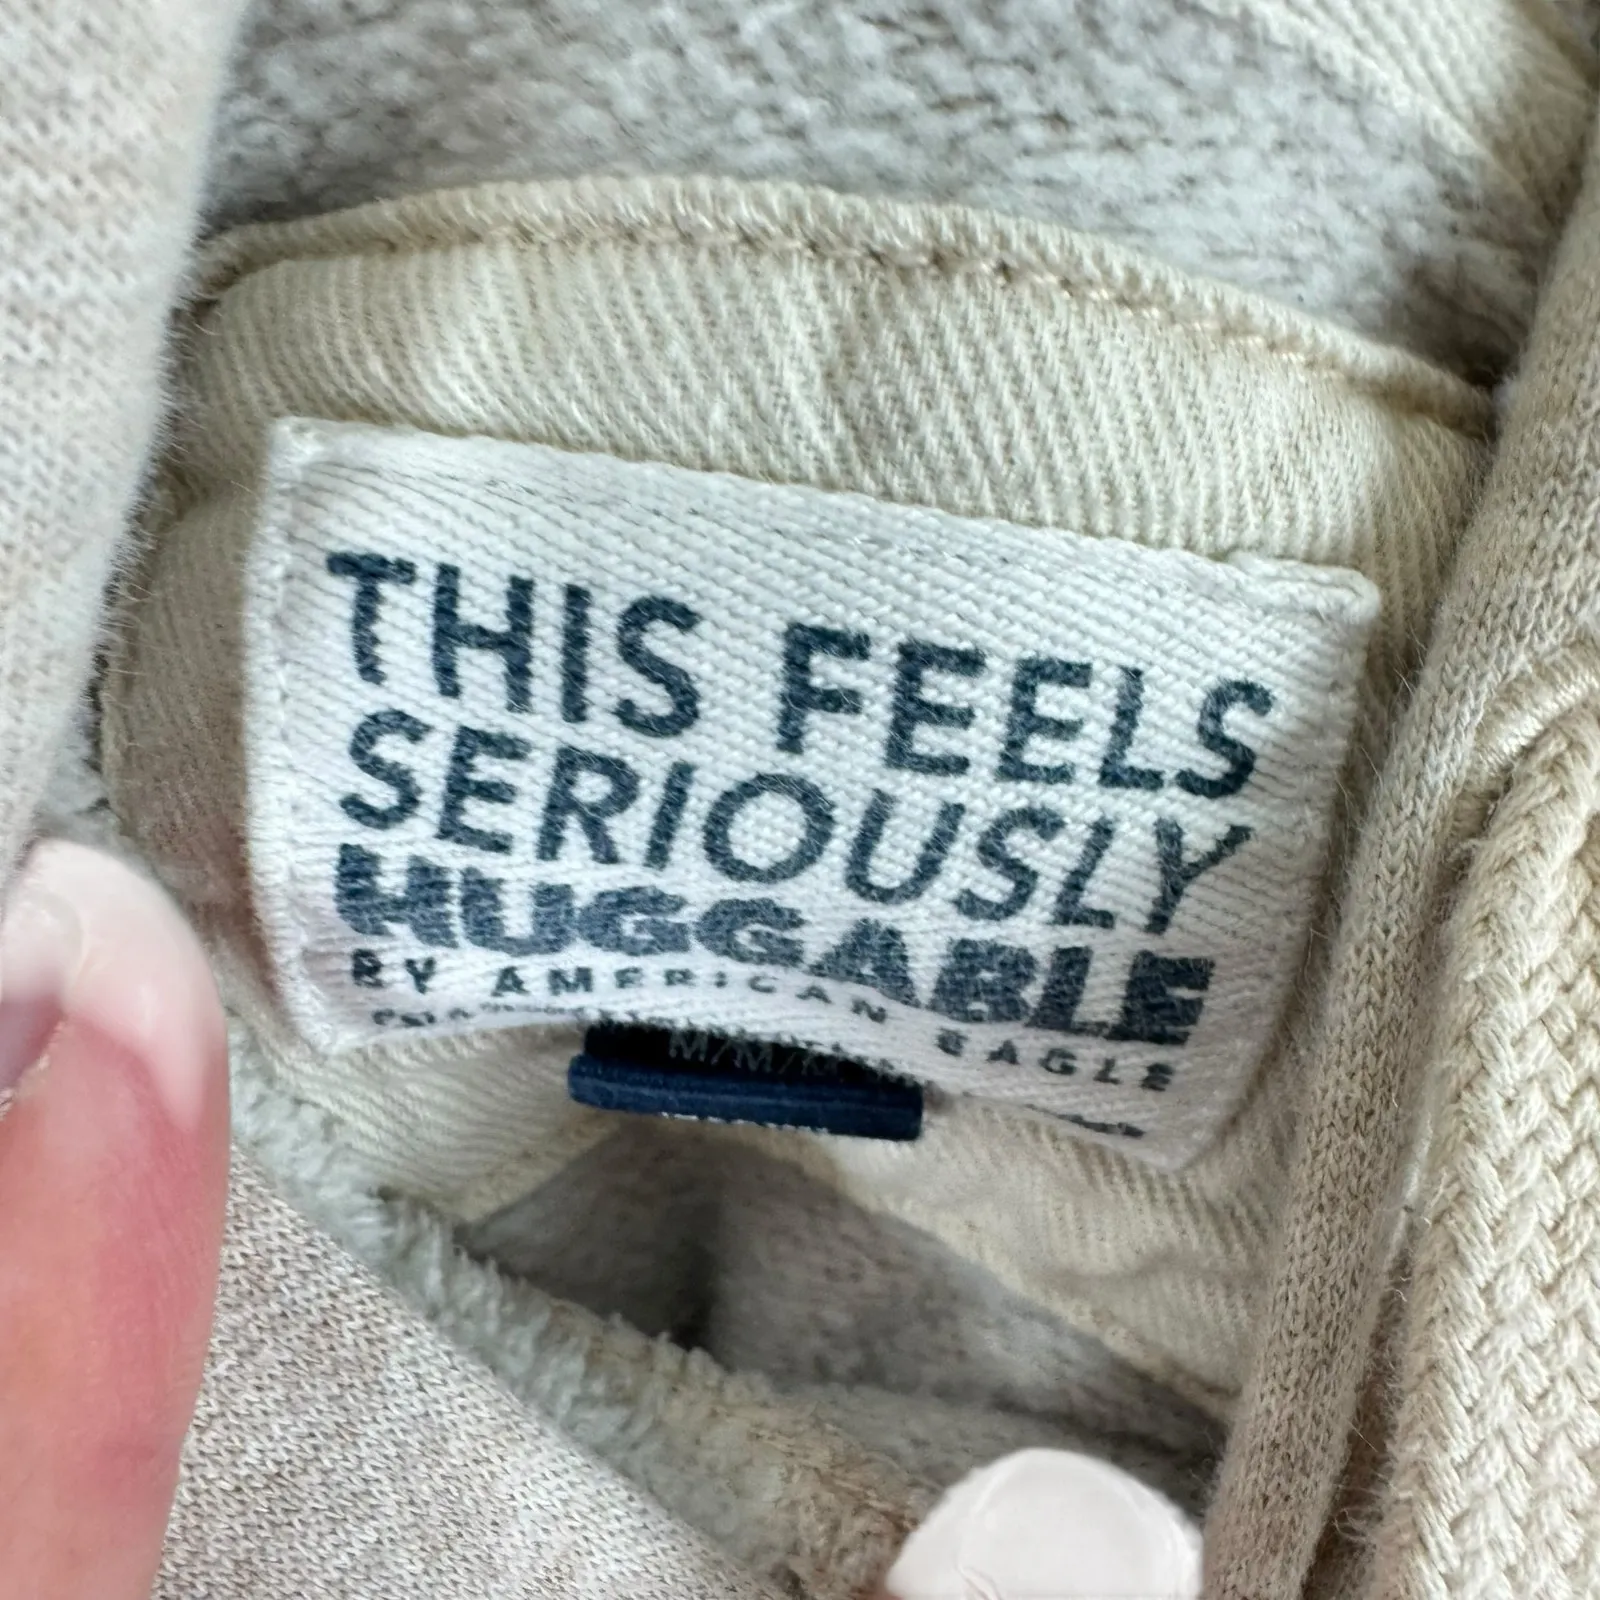 THIS FEELS
SERIOUSLY
HUGGABLE
BY AMERICAN EAGLE
M/M/M